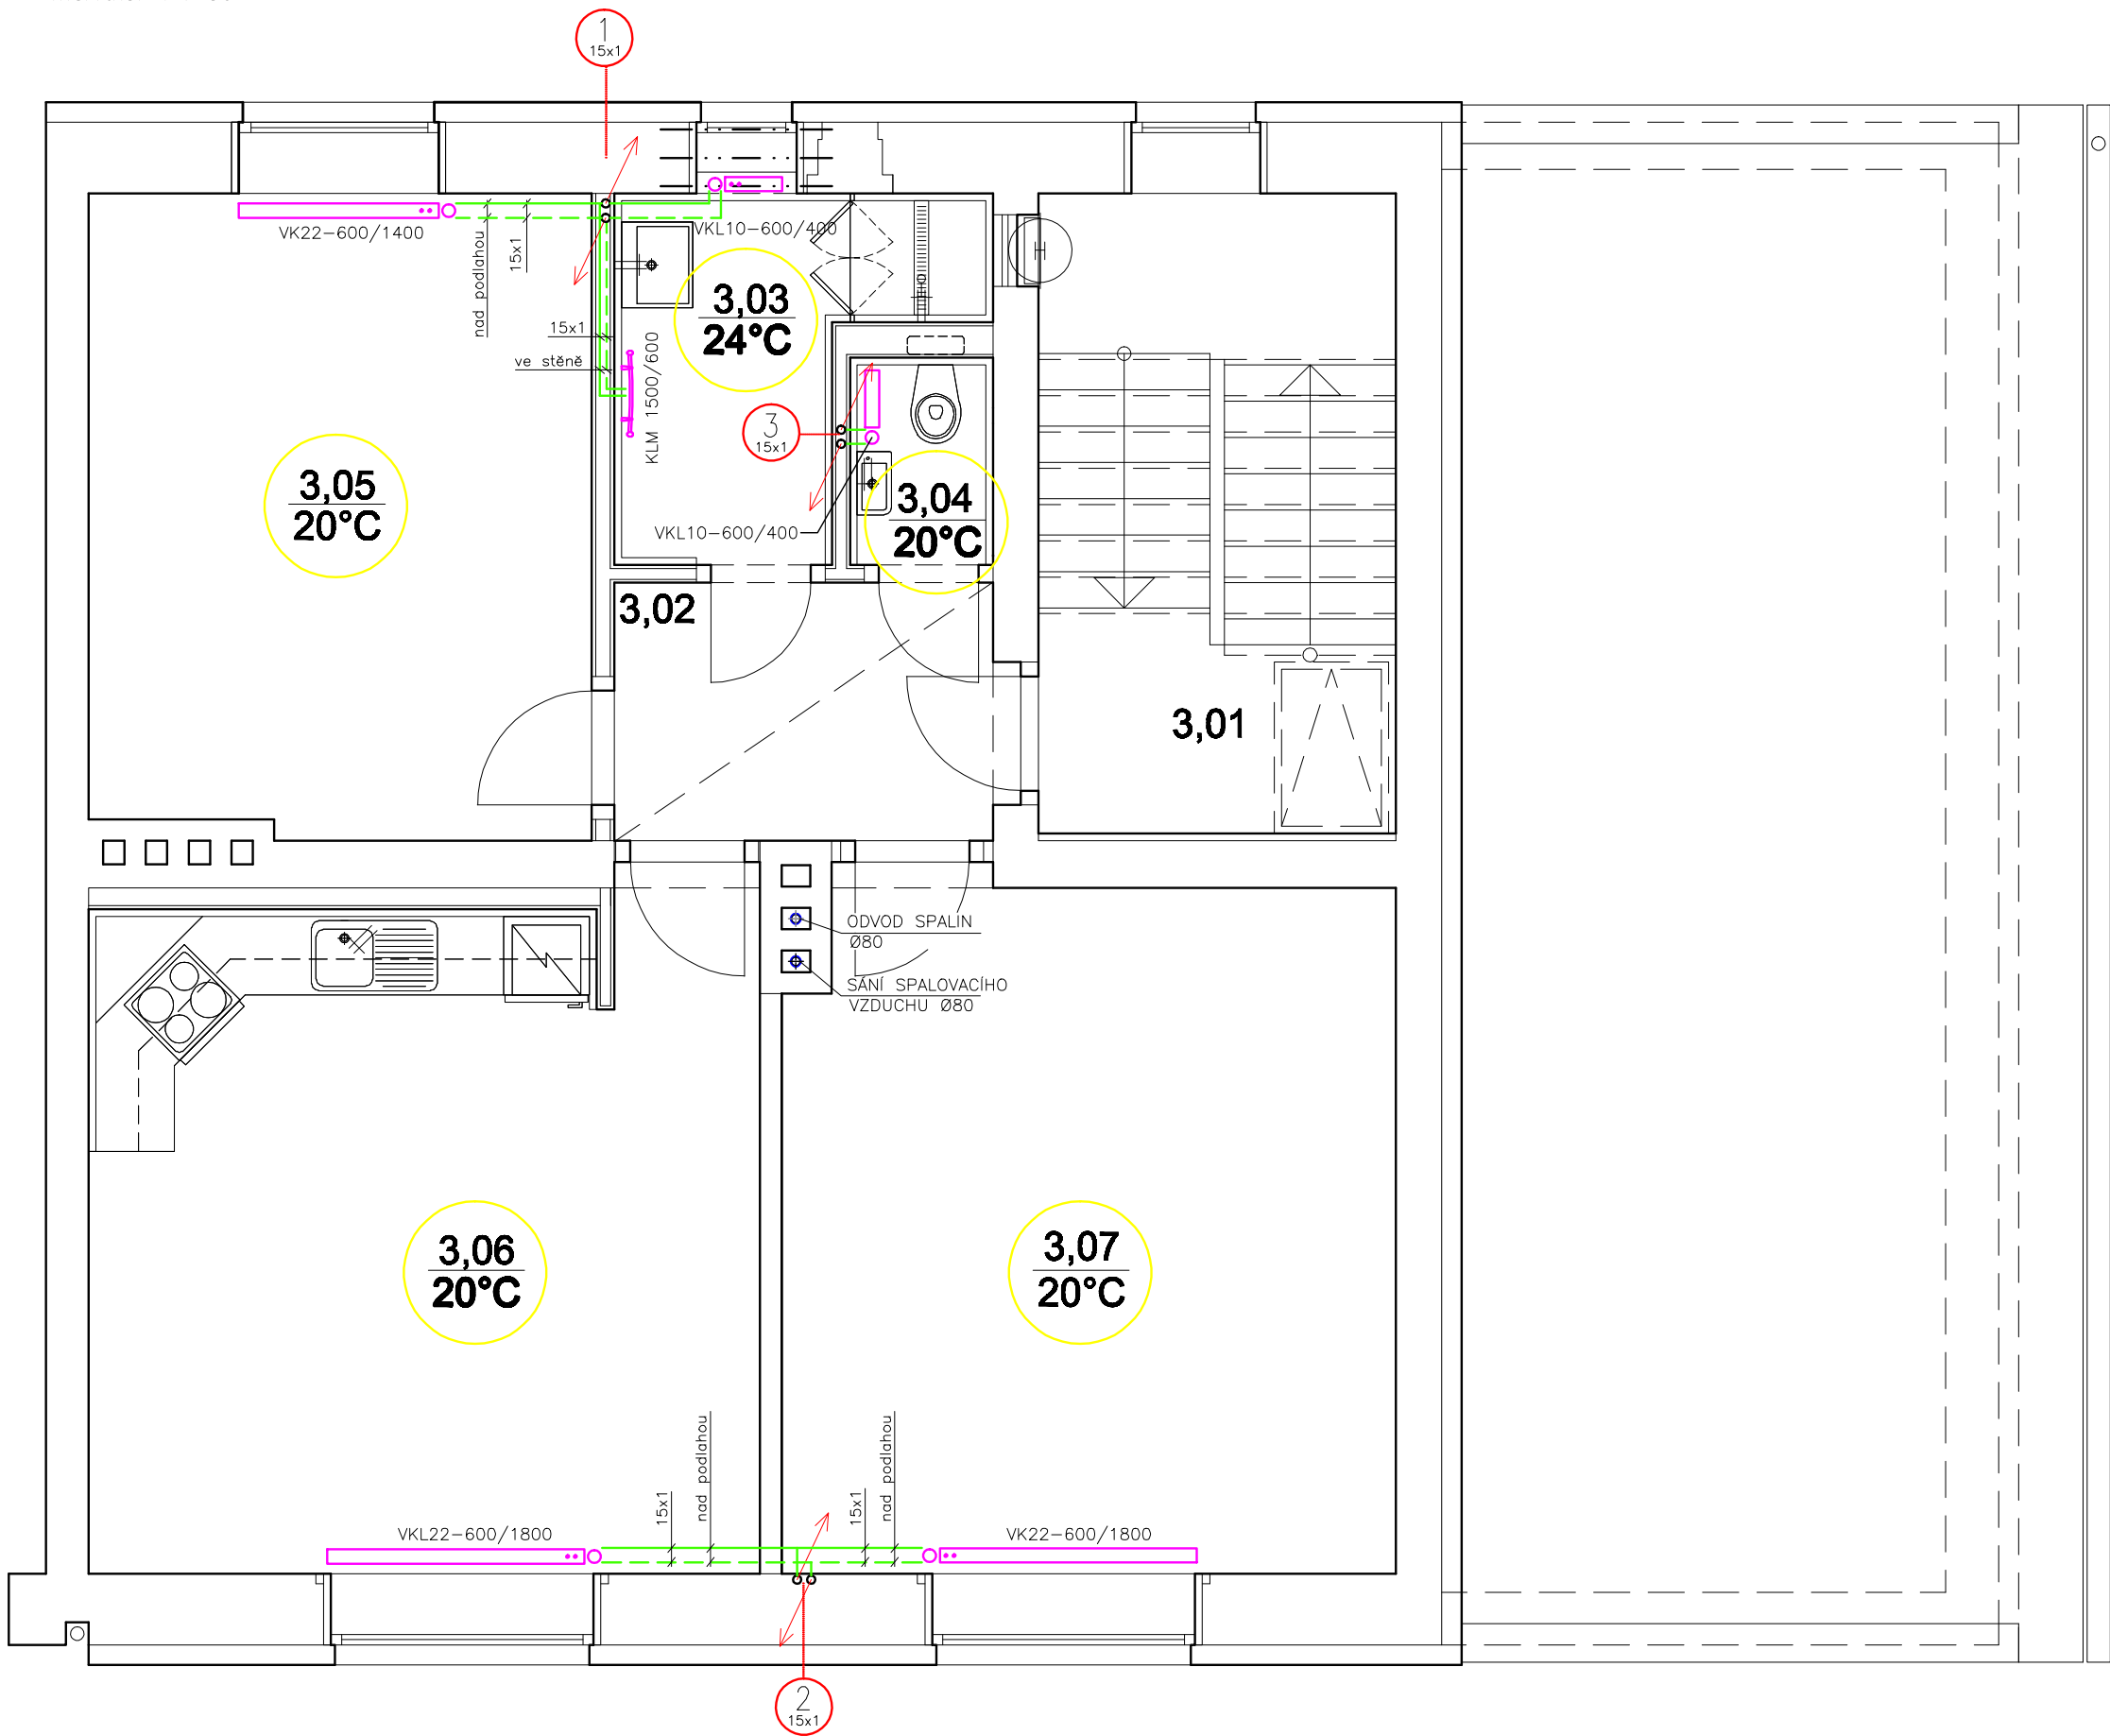 1
15x1
VK22-600/1400
nad podlahou
15x1
VKL10-600/400
H
3,03
24°C
15x1
ve stěně
KLM 1500/600
3
15x1
3,05
20°C
3,04
20°C
VKL10-600/400
3,02
3,01
ODVOD SPALIN
Ø80
SÁNÍ SPALOVACÍHO
VZDUCHU Ø80
3,06
20°C
3,07
20°C
15x1
nad podlahou
15x1
nad podlahou
VKL22-600/1800
VK22-600/1800
2
15x1